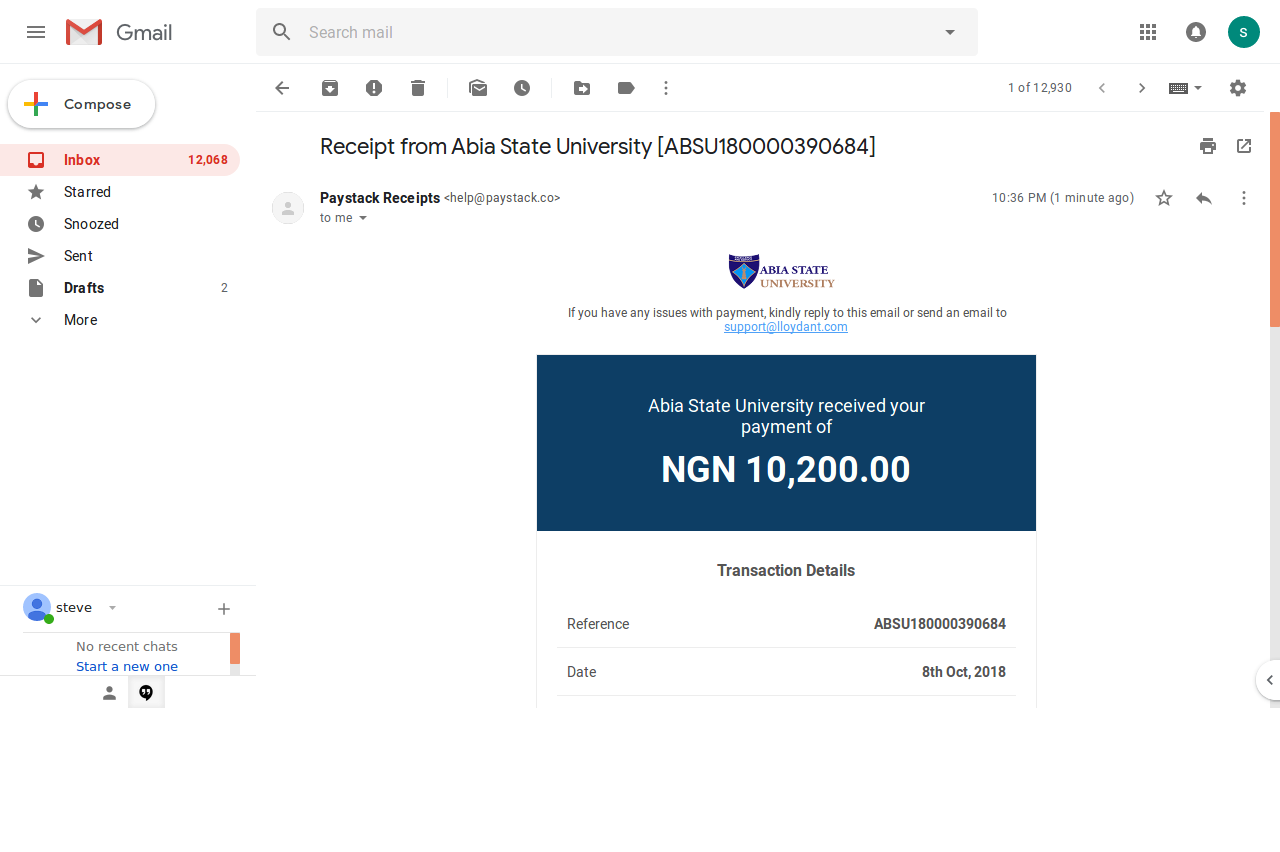 Gmail
Search mail
S
Compose
1 of 12,930
Inbox 12,068
Starred
Snoozed
Sent
Drafts 2
More
Receipt from Abia State University [ABSU180000390684]
Paystack Receipts <help@paystack.co> 10:36 PM (1 minute ago)
to me
ABIA STATE
UNIVERSITY
If you have any issues with payment, kindly reply to this email or send an email to
support@lloydant.com
Abia State University received your
payment of
NGN 10,200.00
Transaction Details
Reference ABSU180000390684
Date 8th Oct, 2018
steve
No recent chats
Start a new one